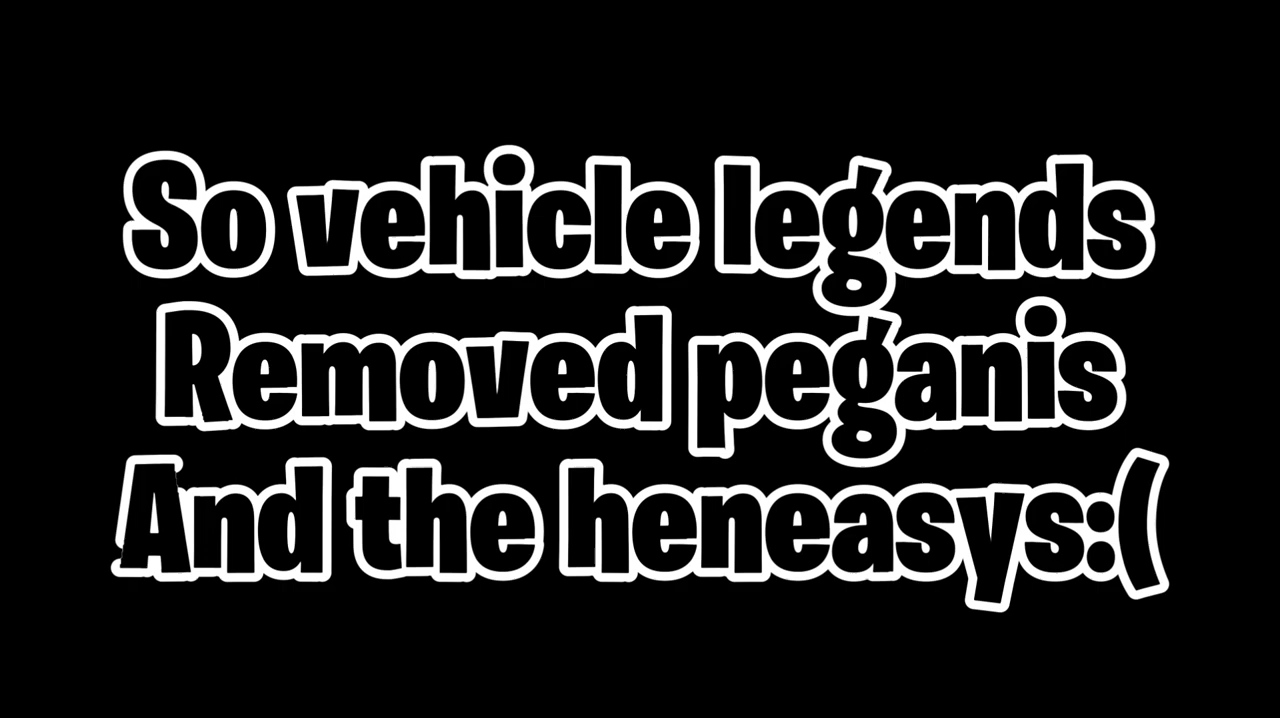 So vehicle legends
Removed peganis
And the heneasys:(